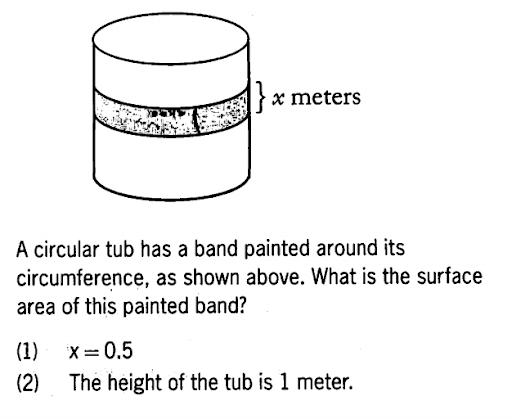 x meters
A circular tub has a band painted around its
circumference, as shown above. What is the surface
area of this painted band?
(1) x = 0.5
(2) The height of the tub is 1 meter.